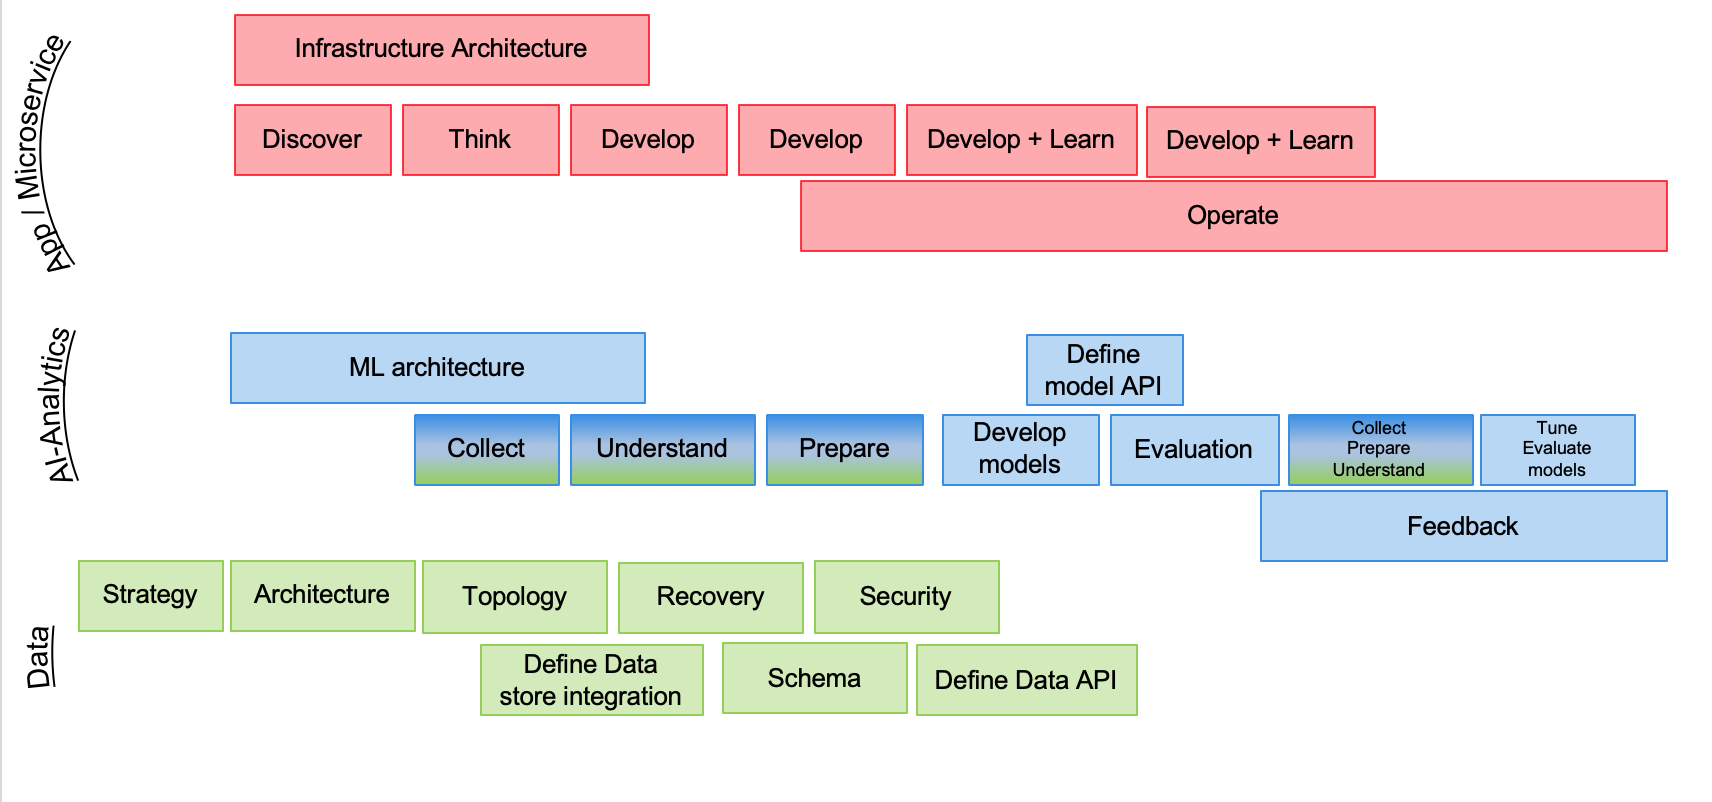 App | Microservice
Infrastructure Architecture
Discover
Think
Develop
Develop
Develop + Learn
Develop + Learn
Operate
AI-Analytics
ML architecture
Define
model API
Collect
Understand
Prepare
Develop
models
Evaluation
Collect
Prepare
Understand
Tune
Evaluate
models
Feedback
Data
Strategy
Architecture
Topology
Recovery
Security
Define Data
store integration
Schema
Define Data API